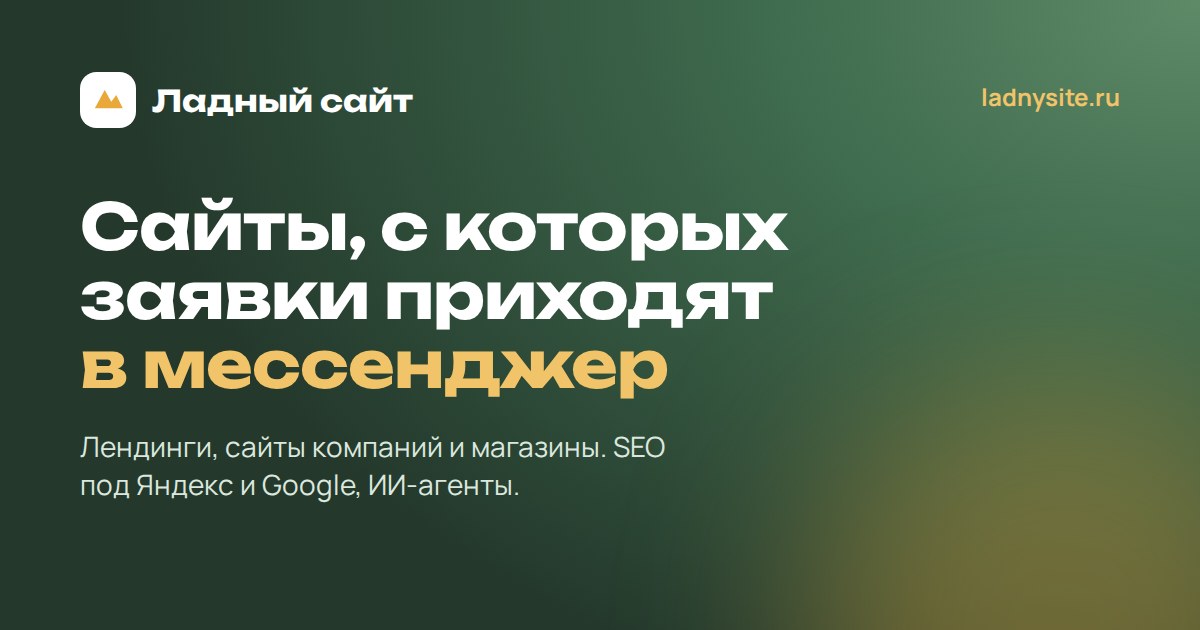 Ладный сайт
ladnysite.ru
Сайты, с которых
заявки приходят
в мессенджер
Лендинги, сайты компаний и магазины. SEO
под Яндекс и Google, ИИ-агенты.